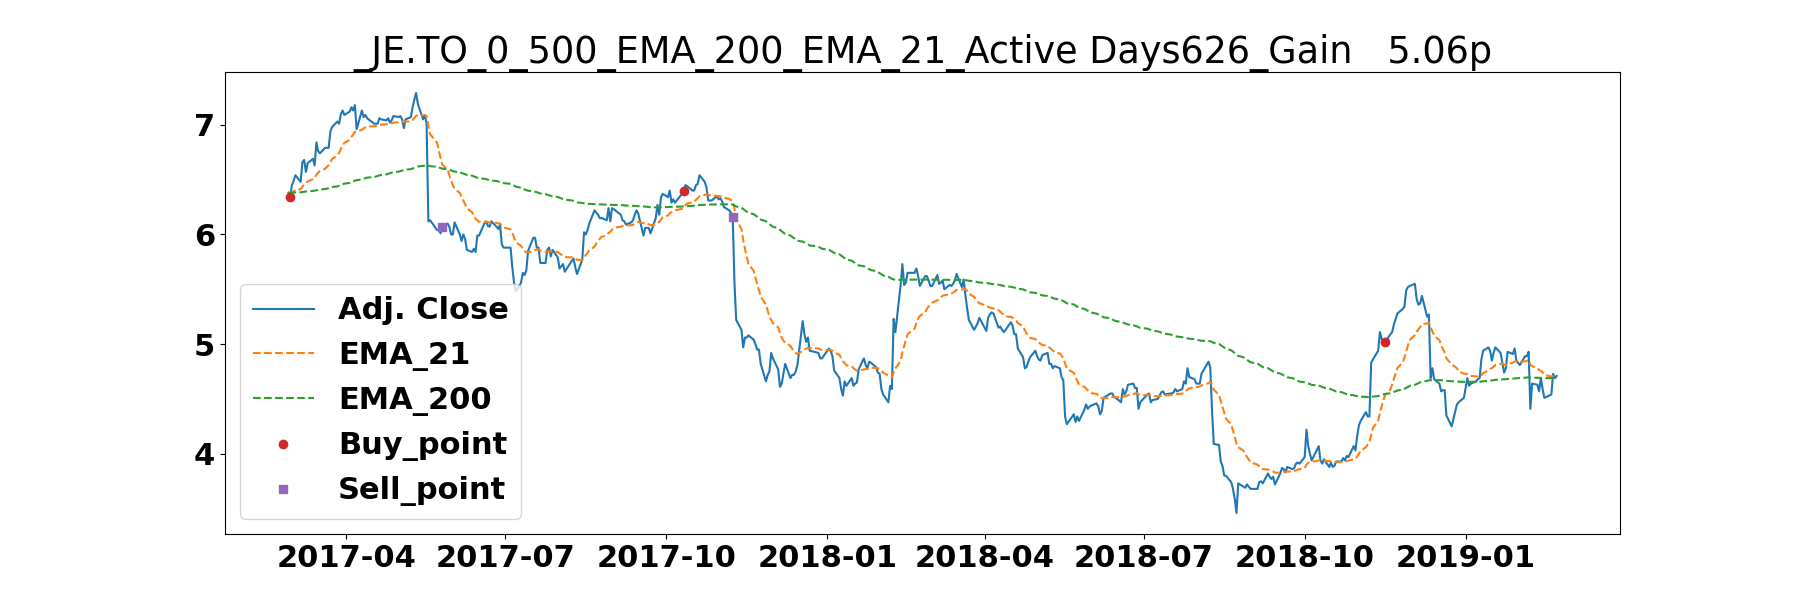 _JE.TO_0_500_EMA_200_EMA_21_Active Days626_Gain   5.06p
7
6
5
4
Adj. Close
EMA_21
EMA_200
Buy_point
Sell_point
2017-04 2017-07 2017-10 2018-01 2018-04 2018-07 2018-10 2019-01